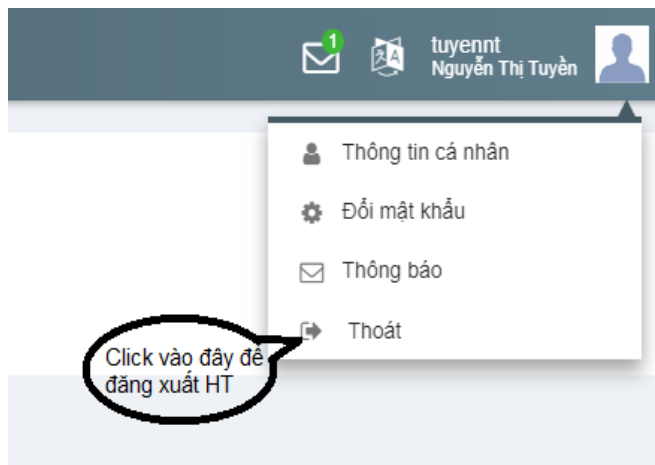 1
tuyennt
Nguyễn Thị Tuyền
Thông tin cá nhân
Đổi mật khẩu
Thông báo
Thoát
Click vào đây để
đăng xuất HT